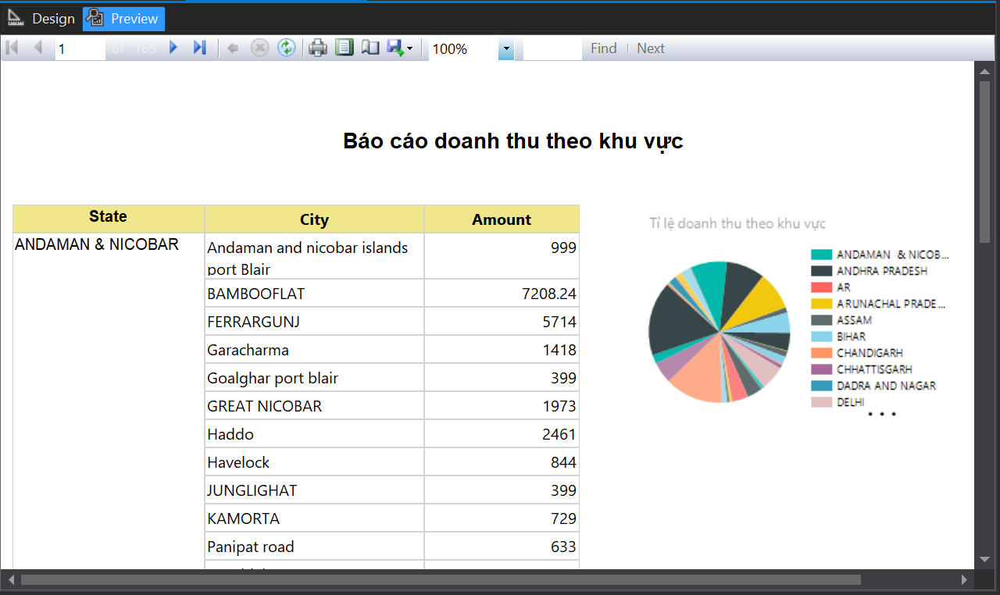 Design Preview
1 of 165 100% Find Next
Báo cáo doanh thu theo khu vực
State City Amount
ANDAMAN & NICOBAR Andaman and nicobar islands 999
port Blair
BAMBOOFLAT 7208.24
FERRARGUNJ 5714
Garacharma 1418
Goalghar port blair 399
GREAT NICOBAR 1973
Haddo 2461
Havelock 844
JUNGLIGHAT 399
KAMORTA 729
Panipat road 633
Tỉ lệ doanh thu theo khu vực
ANDAMAN & NICOB...
ANDHRA PRADESH
AR
ARUNACHAL PRADE...
ASSAM
BIHAR
CHANDIGARH
CHHATTISGARH
DADRA AND NAGAR
DELHI